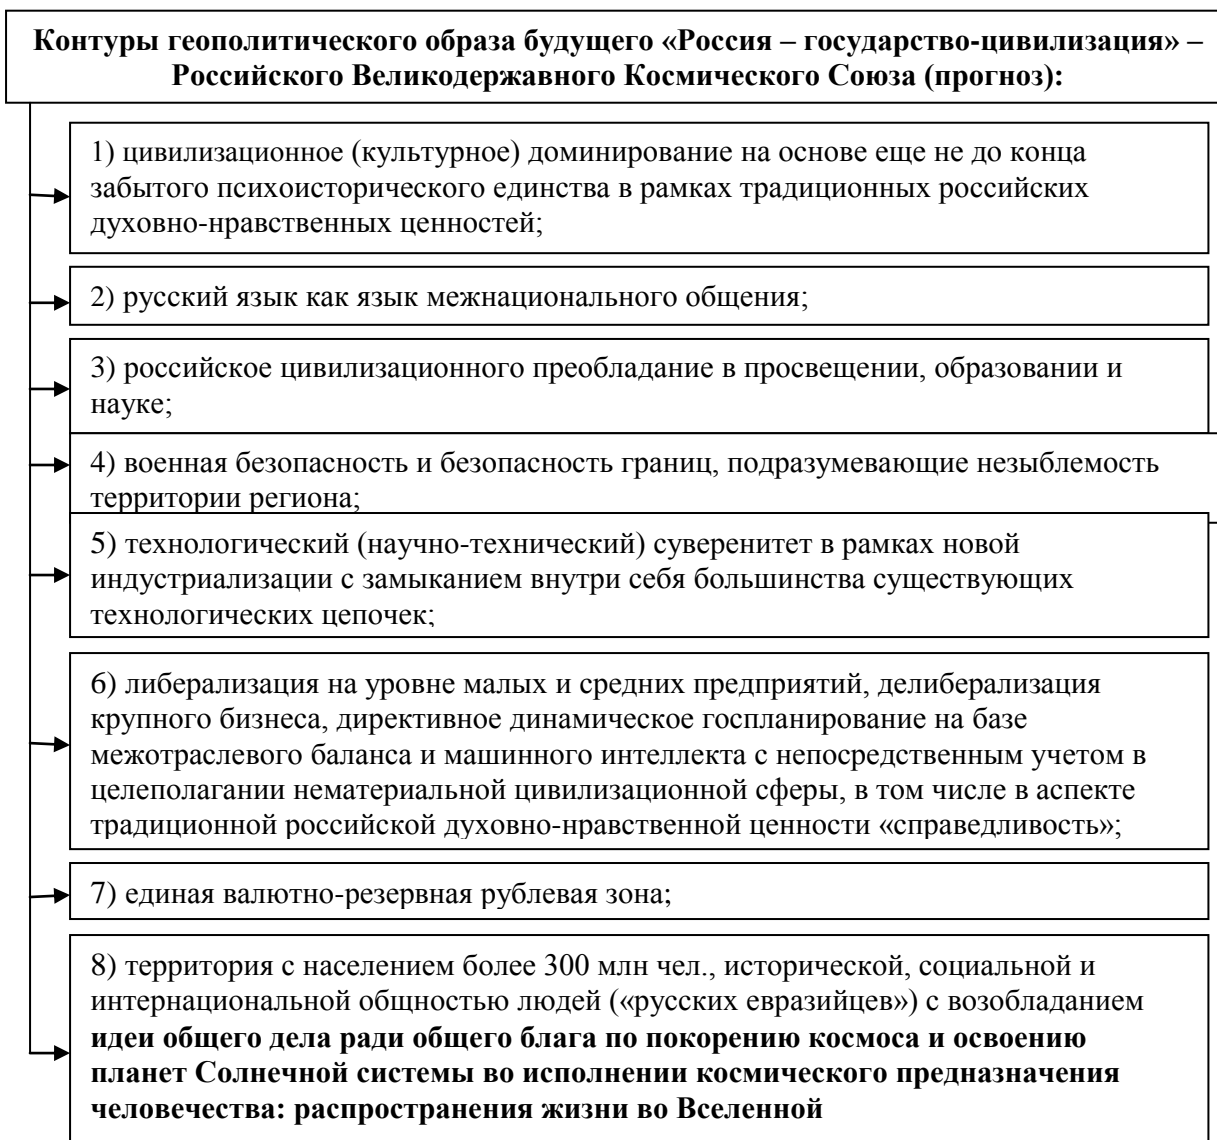 Контуры геополитического образа будущего «Россия – государство-цивилизация» –
Российского Великодержавного Космического Союза (прогноз):
1) цивилизационное (культурное) доминирование на основе еще не до конца
забытого психоисторического единства в рамках традиционных российских
духовно-нравственных ценностей;
2) русский язык как язык межнационального общения;
3) российское цивилизационного преобладание в просвещении, образовании и
науке;
4) военная безопасность и безопасность границ, подразумевающие незыблемость
территории региона;
5) технологический (научно-технический) суверенитет в рамках новой
индустриализации с замыканием внутри себя большинства существующих
технологических цепочек;
6) либерализация на уровне малых и средних предприятий, делиберализация
крупного бизнеса, директивное динамическое госпланирование на базе
межотраслевого баланса и машинного интеллекта с непосредственным учетом в
целеполагании нематериальной цивилизационной сферы, в том числе в аспекте
традиционной российской духовно-нравственной ценности «справедливость»;
7) единая валютно-резервная рублевая зона;
8) территория с населением более 300 млн чел., исторической, социальной и
интернациональной общностью людей («русских евразийцев») с возобладанием
идеи общего дела ради общего блага по покорению космоса и освоению
планет Солнечной системы во исполнении космического предназначения
человечества: распространения жизни во Вселенной